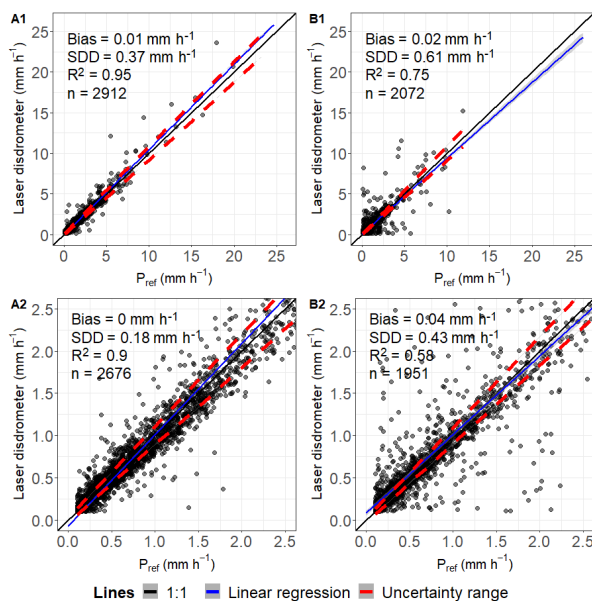 A1
Bias = 0.01 mm h⁻¹
SDD = 0.37 mm h⁻¹
R² = 0.95
n = 2912
Laser disdrometer (mm h⁻¹)
25
20
15
10
5
0
0 5 10 15 20 25
P_ref (mm h⁻¹)
B1
Bias = 0.02 mm h⁻¹
SDD = 0.61 mm h⁻¹
R² = 0.75
n = 2072
Laser disdrometer (mm h⁻¹)
25
20
15
10
5
0
0 5 10 15 20 25
P_ref (mm h⁻¹)
A2
Bias = 0 mm h⁻¹
SDD = 0.18 mm h⁻¹
R² = 0.9
n = 2676
Laser disdrometer (mm h⁻¹)
2.5
2.0
1.5
1.0
0.5
0.0
0.0 0.5 1.0 1.5 2.0 2.5
P_ref (mm h⁻¹)
B2
Bias = 0.04 mm h⁻¹
SDD = 0.43 mm h⁻¹
R² = 0.58
n = 1951
Laser disdrometer (mm h⁻¹)
2.5
2.0
1.5
1.0
0.5
0.0
0.0 0.5 1.0 1.5 2.0 2.5
P_ref (mm h⁻¹)
Lines 1:1 Linear regression Uncertainty range